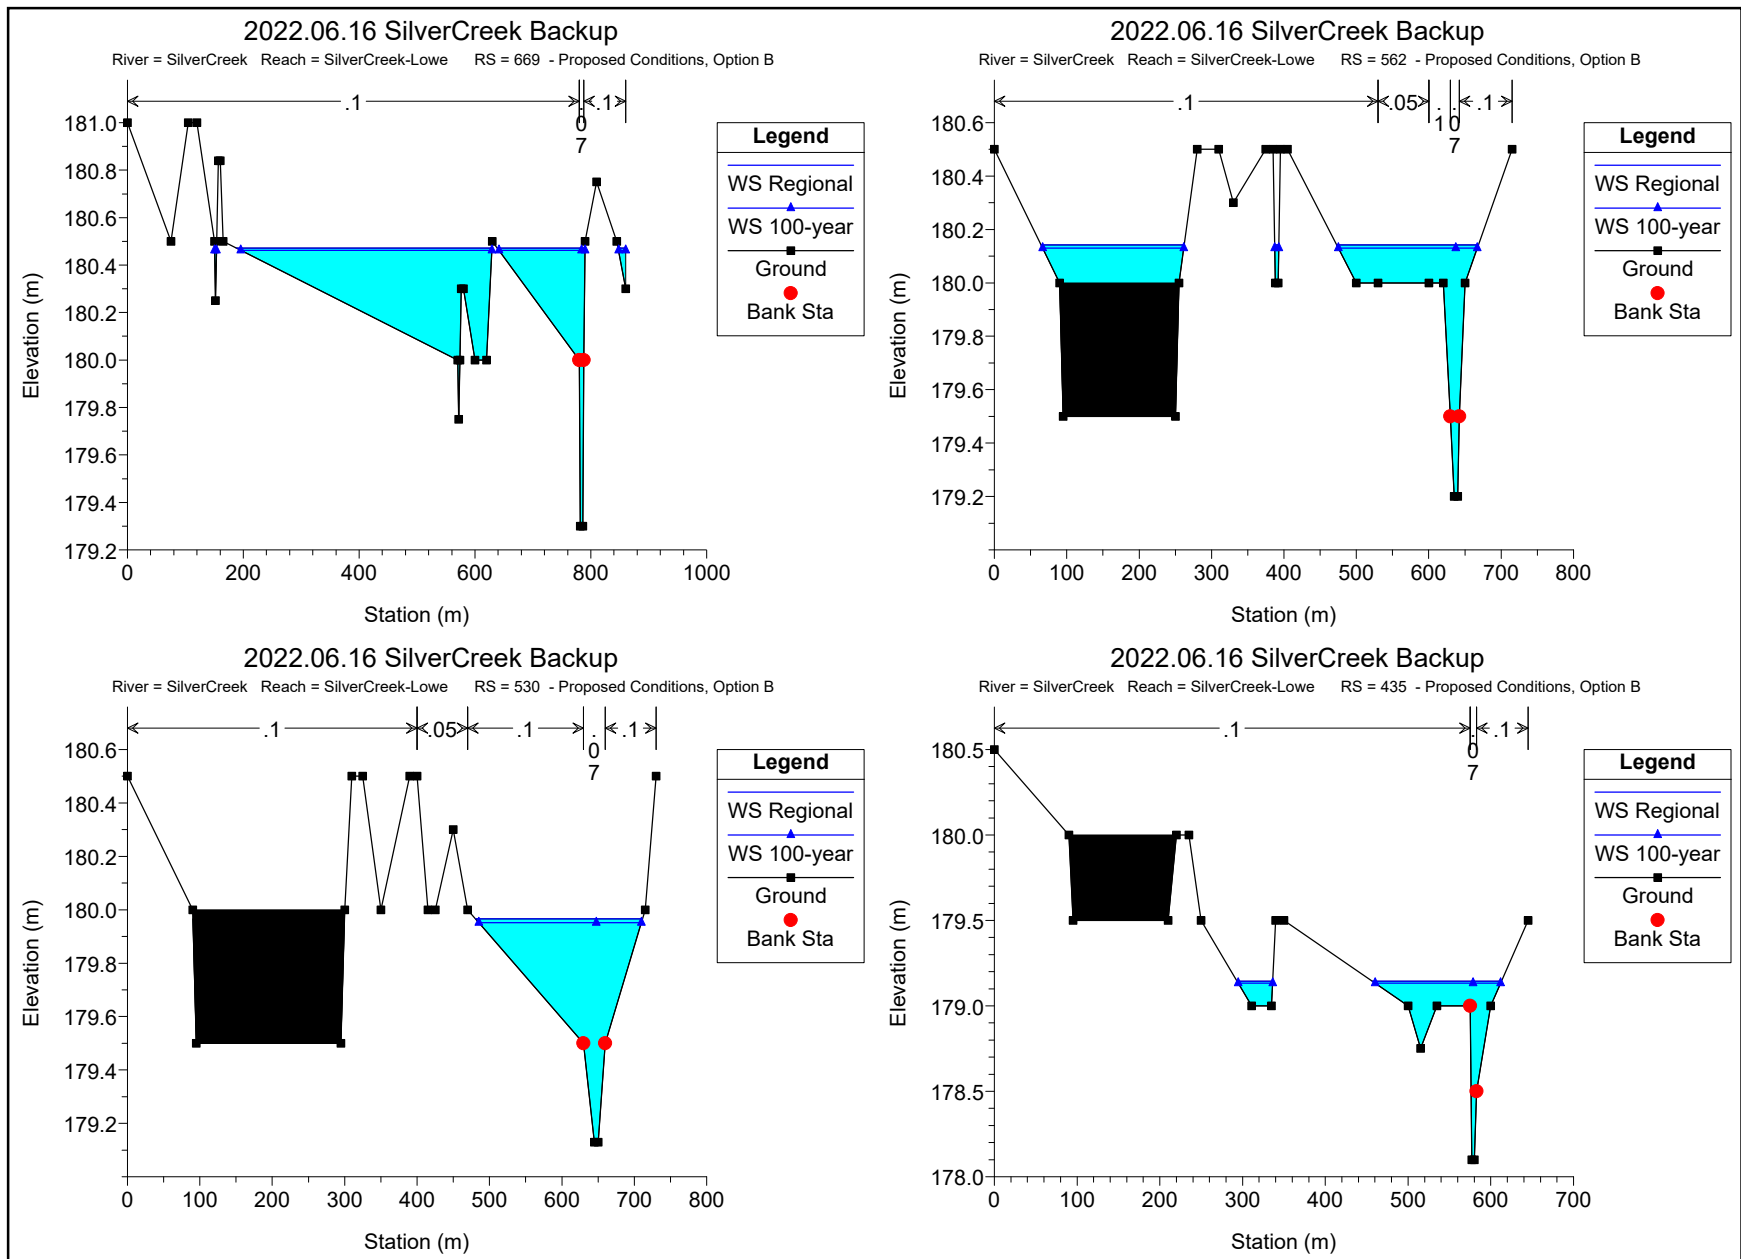 2022.06.16 SilverCreek Backup
River = SilverCreek Reach = SilverCreek-Lowe RS = 669 - Proposed Conditions, Option B
.1 .07 .1
181.0
180.8
180.6
180.4
180.2
180.0
179.8
179.6
179.4
179.2
0 200 400 600 800 1000
Station (m)
Elevation (m)
Legend
WS Regional
WS 100-year
Ground
Bank Sta
2022.06.16 SilverCreek Backup
River = SilverCreek Reach = SilverCreek-Lowe RS = 562 - Proposed Conditions, Option B
.1 .05 .1 .07 .1
180.6
180.4
180.2
180.0
179.8
179.6
179.4
179.2
0 100 200 300 400 500 600 700 800
Station (m)
Elevation (m)
Legend
WS Regional
WS 100-year
Ground
Bank Sta
2022.06.16 SilverCreek Backup
River = SilverCreek Reach = SilverCreek-Lowe RS = 530 - Proposed Conditions, Option B
.1 .05 .1 .07 .1
180.6
180.4
180.2
180.0
179.8
179.6
179.4
179.2
0 100 200 300 400 500 600 700 800
Station (m)
Elevation (m)
Legend
WS Regional
WS 100-year
Ground
Bank Sta
2022.06.16 SilverCreek Backup
River = SilverCreek Reach = SilverCreek-Lowe RS = 435 - Proposed Conditions, Option B
.1 .07 .1
180.5
180.0
179.5
179.0
178.5
178.0
0 100 200 300 400 500 600 700
Station (m)
Elevation (m)
Legend
WS Regional
WS 100-year
Ground
Bank Sta